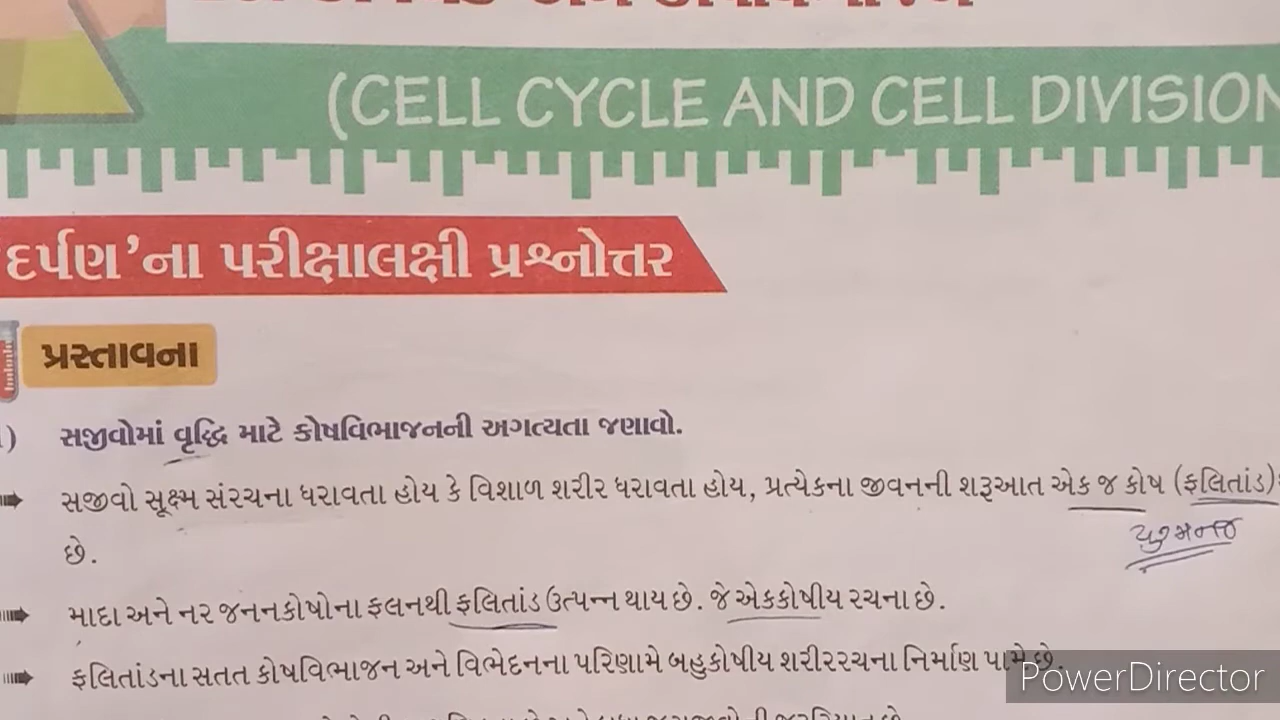 (CELL CYCLE AND CELL DIVISION
દર્પણ'ના પરીક્ષાલક્ષી પ્રશ્નોત્તર
પ્રસ્તાવના
સજીવોમાં વૃદ્ધિ માટે કોષવિભાજનની અગત્યતા જણાવો.
સજીવો સૂક્ષ્મ સંરચના ધરાવતા હોય કે વિશાળ શરીર ધરાવતા હોય, પ્રત્યેકના જીવનની શરૂઆત એક જ કોષ (ફલિતાંડ)
યુગ્મનજ
છે.
માદા અને નર જનનકોષોના ફલનથી ફલિતાંડ ઉત્પન્ન થાય છે. જે એકકોષીય રચના છે.
ફલિતાંડના સતત કોષવિભાજન અને વિભેદનના પરિણામે બહુકોષીય શરીરરચના નિર્માણ પામે છે.
PowerDirector